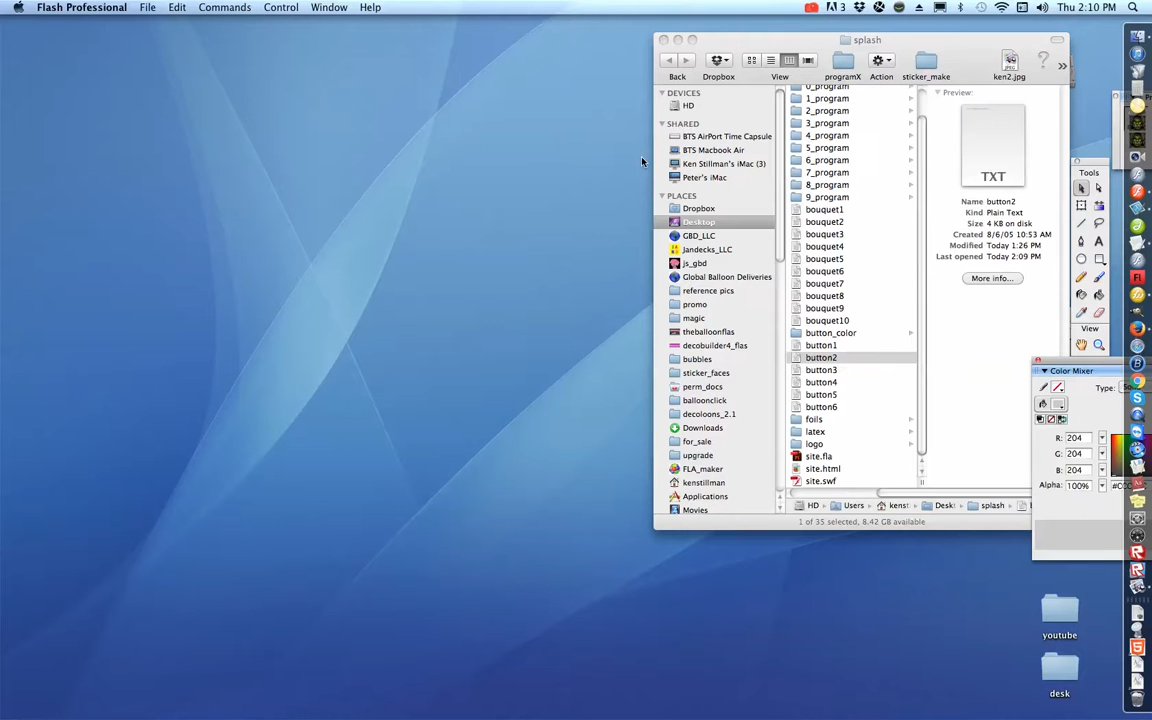 Flash Professional File Edit Commands Control Window Help
3
Thu 2:10 PM
splash
Back Dropbox View programX Action sticker_make ken2.jpg
DEVICES
HD
SHARED
BTS AirPort Time Capsule
BTS Macbook Air
Ken Stillman's iMac (3)
Peter's iMac
PLACES
Dropbox
Desktop
GBD_LLC
Jandecks_LLC
js_gbd
Global Balloon Deliveries
reference pics
promo
magic
theballoonflas
decobuilder4_flas
bubbles
sticker_faces
perm_docs
balloonclick
decoloons_2.1
Downloads
for_sale
upgrade
FLA_maker
kenstillman
Applications
Movies
0_program
1_program
2_program
3_program
4_program
5_program
6_program
7_program
8_program
9_program
bouquet1
bouquet2
bouquet3
bouquet4
bouquet5
bouquet6
bouquet7
bouquet8
bouquet9
bouquet10
button_color
button1
button2
button3
button4
button5
button6
foils
latex
logo
site.fla
site.html
site.swf
Preview:
TXT
Name button2
Kind Plain Text
Size 4 KB on disk
Created 8/6/05 10:53 AM
Modified Today 1:26 PM
Last opened Today 2:09 PM
More info...
HD Users kenst Desk splash
1 of 35 selected, 8.42 GB available
Tools
View
Color Mixer
Type:
R: 204
G: 204
B: 204
Alpha: 100%
youtube
desk